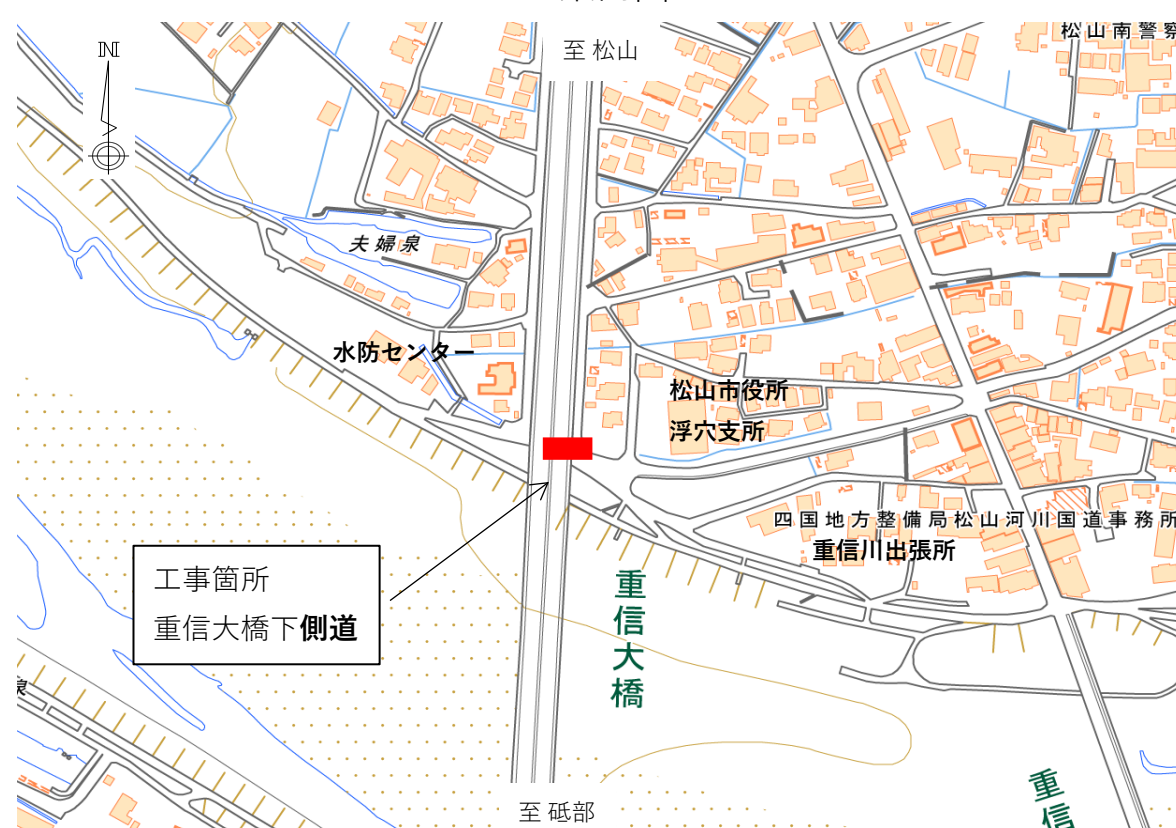 至 松山
松山南警察
N
夫婦泉
水防センター
松山市役所
浮穴支所
四国地方整備局松山河川国道事務所
重信川出張所
工事箇所
重信大橋下側道
重信大橋
泉
至 砥部
重信